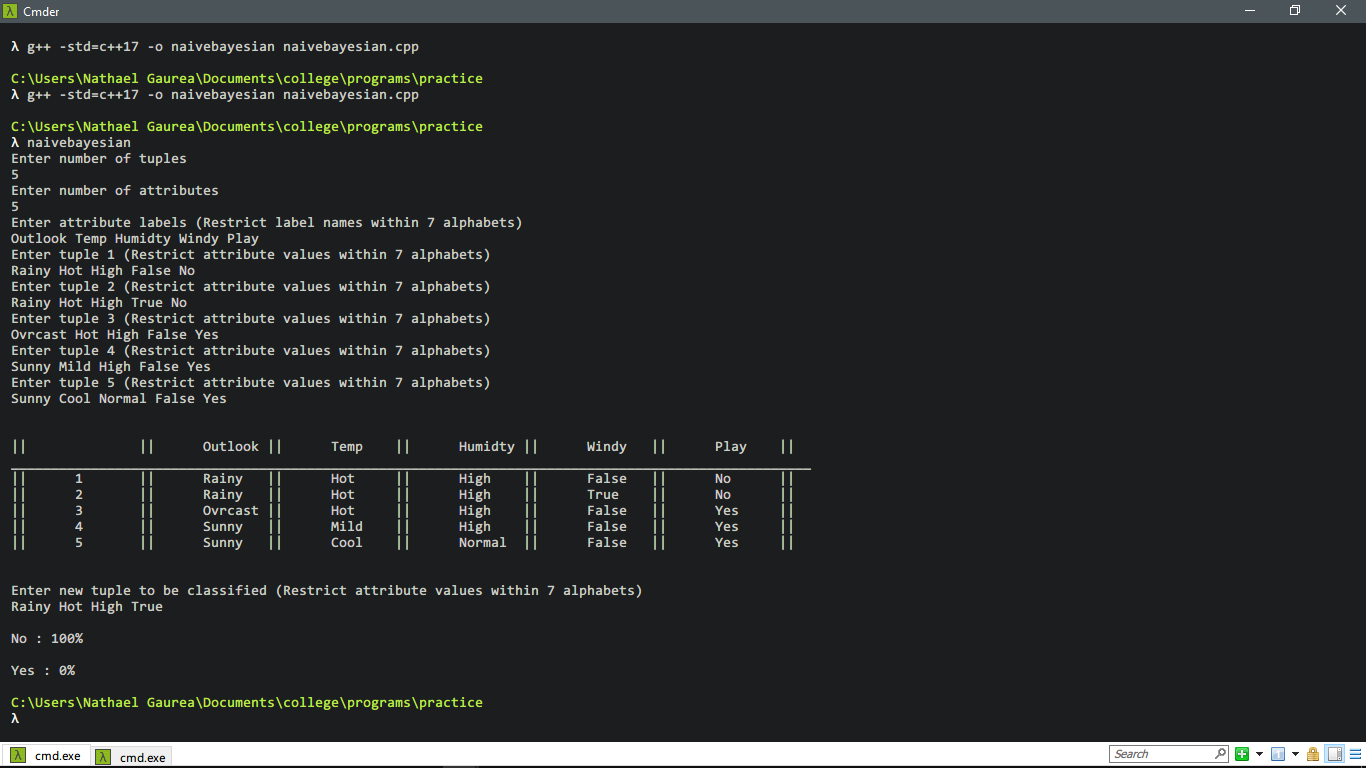 Cmder
λ g++ -std=c++17 -o naivebayesian naivebayesian.cpp
C:\Users\Nathael Gaurea\Documents\college\programs\practice
λ g++ -std=c++17 -o naivebayesian naivebayesian.cpp
C:\Users\Nathael Gaurea\Documents\college\programs\practice
λ naivebayesian
Enter number of tuples
5
Enter number of attributes
5
Enter attribute labels (Restrict label names within 7 alphabets)
Outlook Temp Humidty Windy Play
Enter tuple 1 (Restrict attribute values within 7 alphabets)
Rainy Hot High False No
Enter tuple 2 (Restrict attribute values within 7 alphabets)
Rainy Hot High True No
Enter tuple 3 (Restrict attribute values within 7 alphabets)
Ovrcast Hot High False Yes
Enter tuple 4 (Restrict attribute values within 7 alphabets)
Sunny Mild High False Yes
Enter tuple 5 (Restrict attribute values within 7 alphabets)
Sunny Cool Normal False Yes
|| || Outlook || Temp || Humidty || Windy || Play ||
|| 1 || Rainy || Hot || High || False || No ||
|| 2 || Rainy || Hot || High || True || No ||
|| 3 || Ovrcast || Hot || High || False || Yes ||
|| 4 || Sunny || Mild || High || False || Yes ||
|| 5 || Sunny || Cool || Normal || False || Yes ||
Enter new tuple to be classified (Restrict attribute values within 7 alphabets)
Rainy Hot High True
No : 100%
Yes : 0%
C:\Users\Nathael Gaurea\Documents\college\programs\practice
λ
λ cmd.exe λ cmd.exe Search